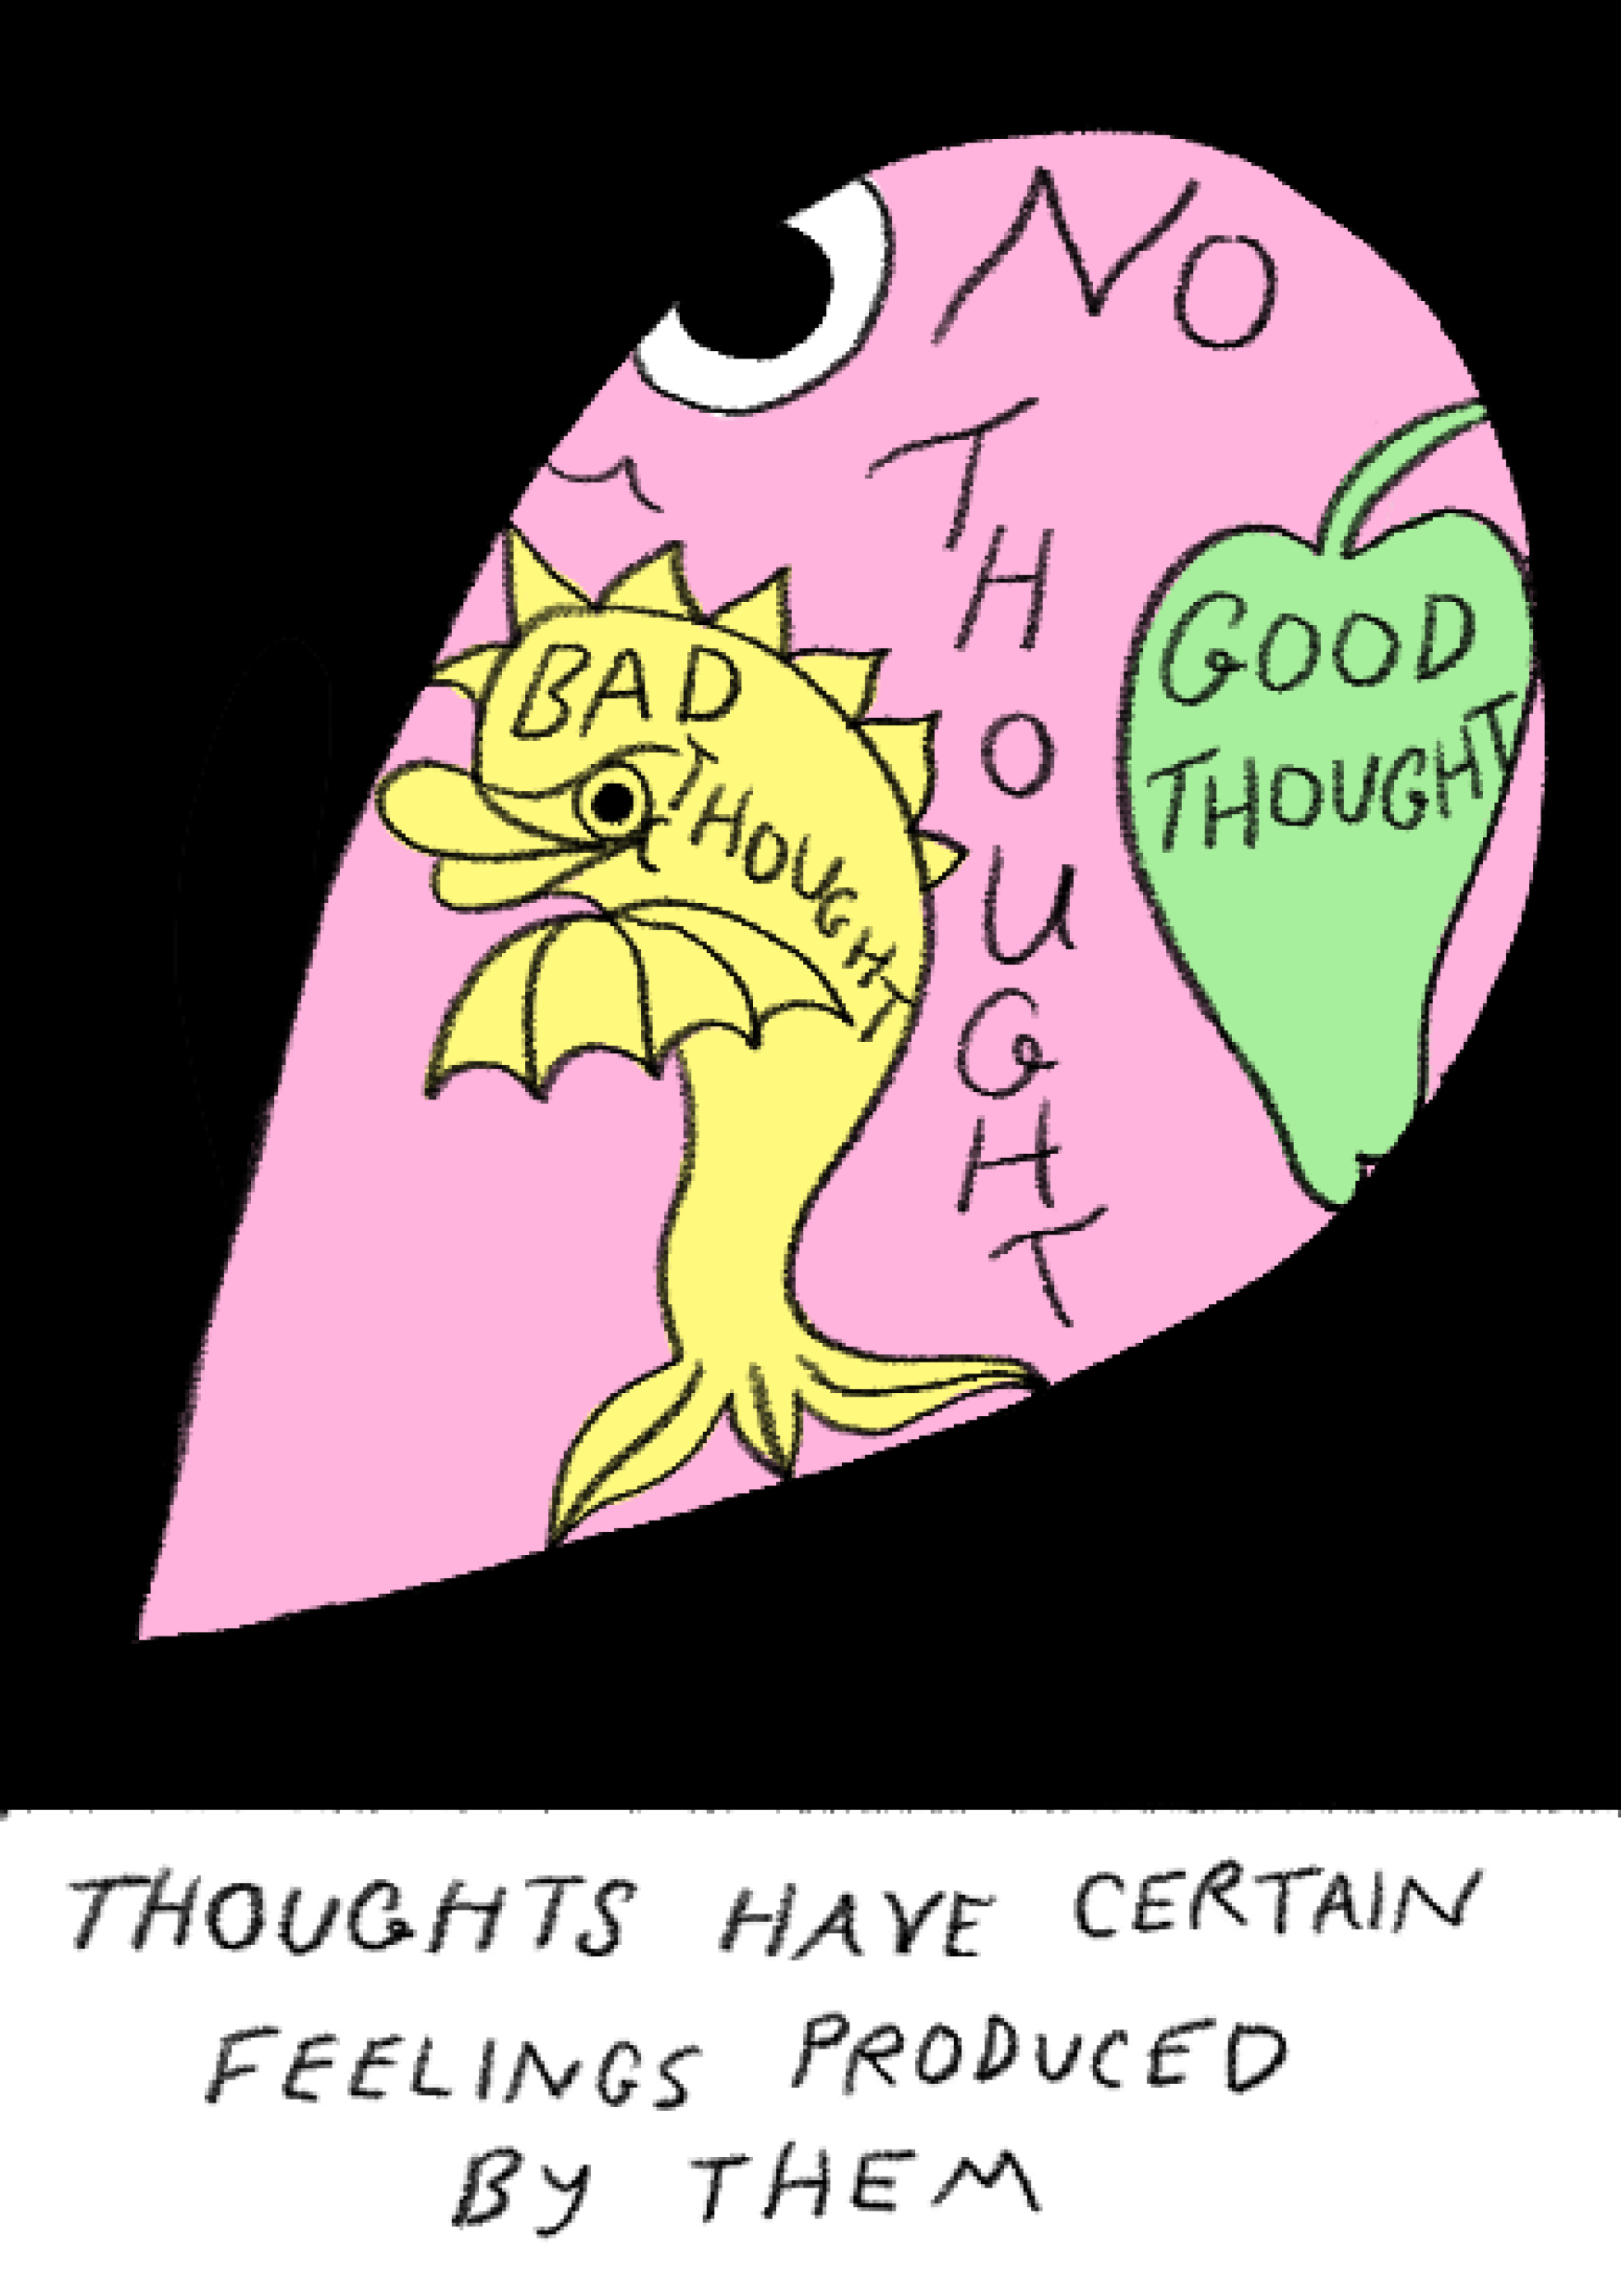 NO
THOUGHT
BAD
THOUGHT
GOOD
THOUGHT
THOUGHTS HAVE CERTAIN
FEELINGS PRODUCED
BY THEM